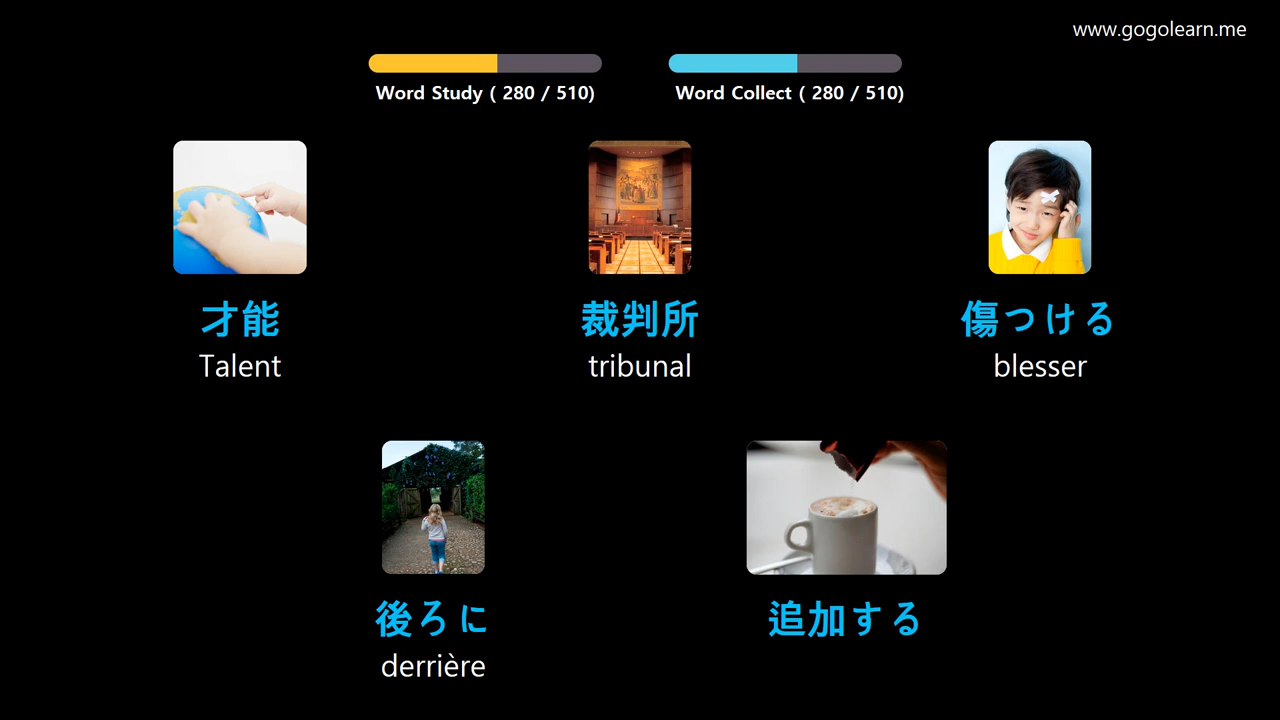 www.gogolearn.me
Word Study ( 280 / 510)
Word Collect ( 280 / 510)
才能
Talent
裁判所
tribunal
傷つける
blesser
後ろに
derrière
追加する